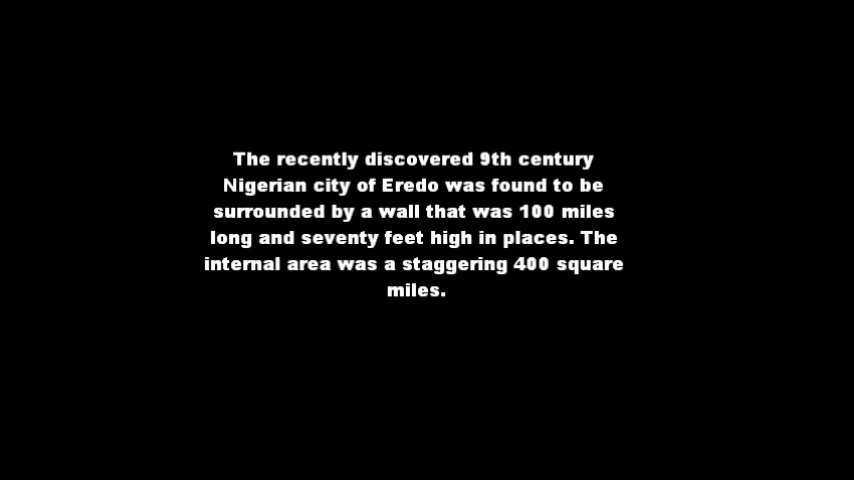 The recently discovered 9th century
Nigerian city of Eredo was found to be
surrounded by a wall that was 100 miles
long and seventy feet high in places. The
internal area was a staggering 400 square
miles.